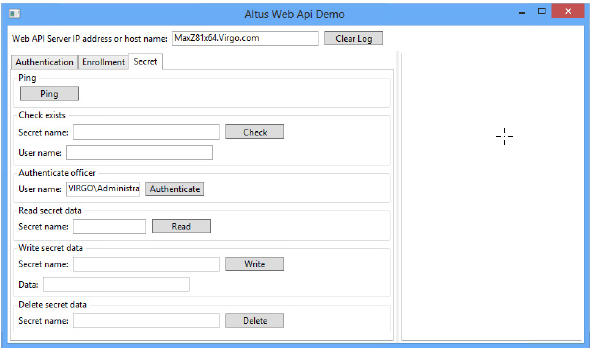 Altus Web Api Demo
Web API Server IP address or host name: MaxZ81x64.Virgo.com Clear Log
Authentication Enrollment Secret
Ping
Ping
Check exists
Secret name: Check
User name:
Authenticate officer
User name: VIRGO\Administra Authenticate
Read secret data
Secret name: Read
Write secret data
Secret name: Write
Data:
Delete secret data
Secret name: Delete